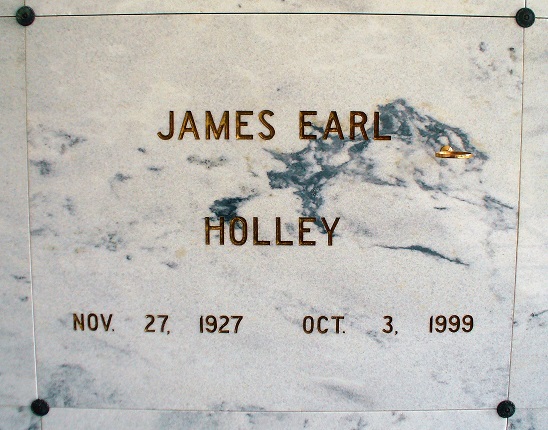 JAMES EARL
HOLLEY
NOV. 27, 1927 OCT. 3, 1999